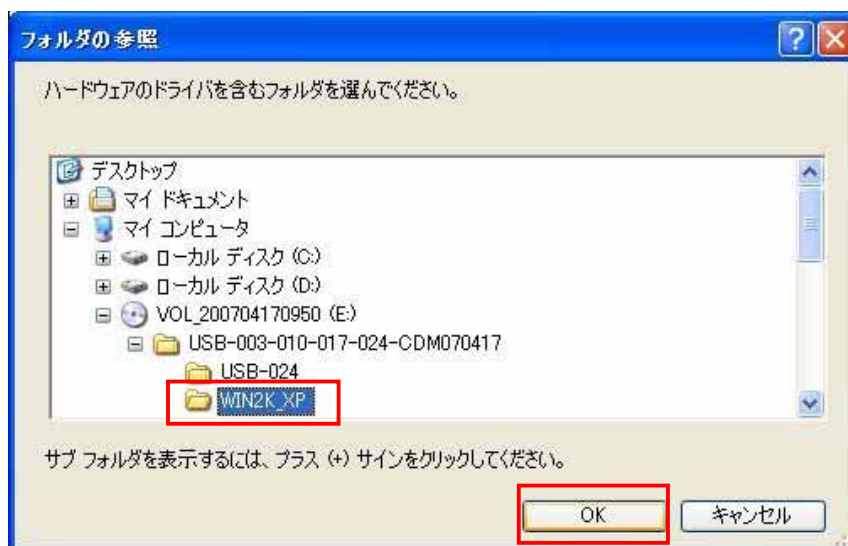 フォルダの参照
ハードウェアのドライバを含むフォルダを選んでください。
デスクトップ
マイ ドキュメント
マイ コンピュータ
ローカル ディスク (C:)
ローカル ディスク (D:)
VOL_200704170950 (E:)
USB-003-010-017-024-CDM070417
USB-024
WIN2K_XP
サブ フォルダを表示するには、プラス (+) サインをクリックしてください。
OK キャンセル